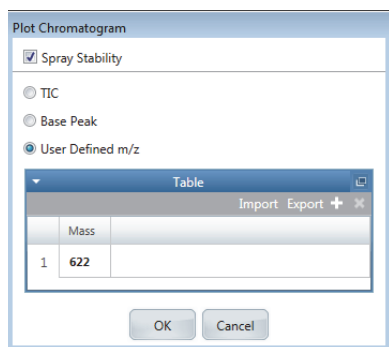 Plot Chromatogram
Spray Stability
TIC
Base Peak
User Defined m/z
Table
Import Export
Mass
1 622
OK Cancel